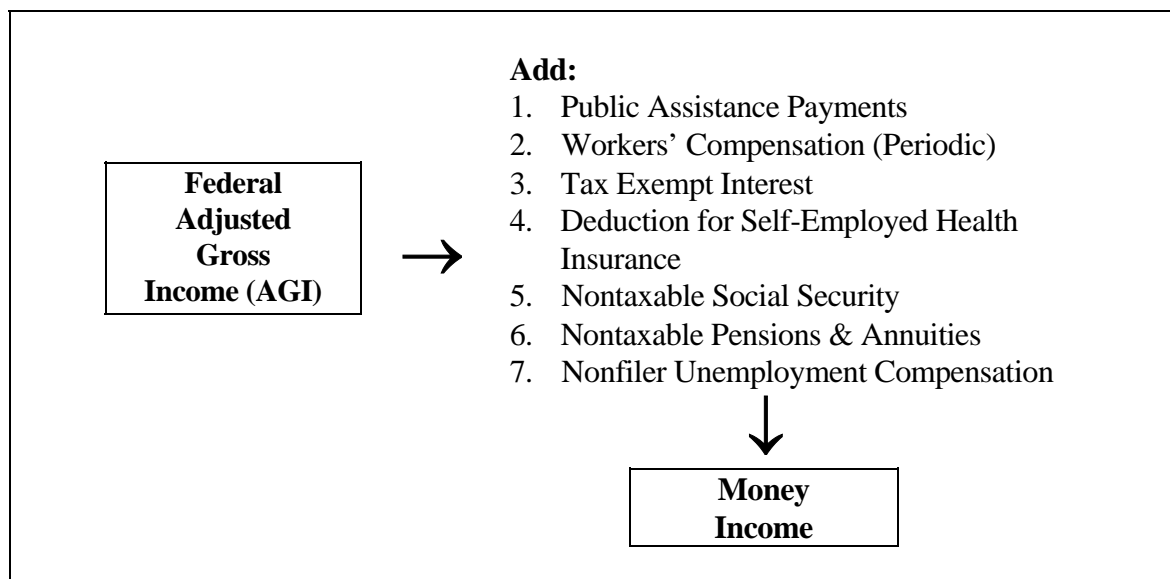 Federal
Adjusted
Gross
Income (AGI)
→
Add:
1. Public Assistance Payments
2. Workers’ Compensation (Periodic)
3. Tax Exempt Interest
4. Deduction for Self-Employed Health
Insurance
5. Nontaxable Social Security
6. Nontaxable Pensions & Annuities
7. Nonfiler Unemployment Compensation
↓
Money
Income